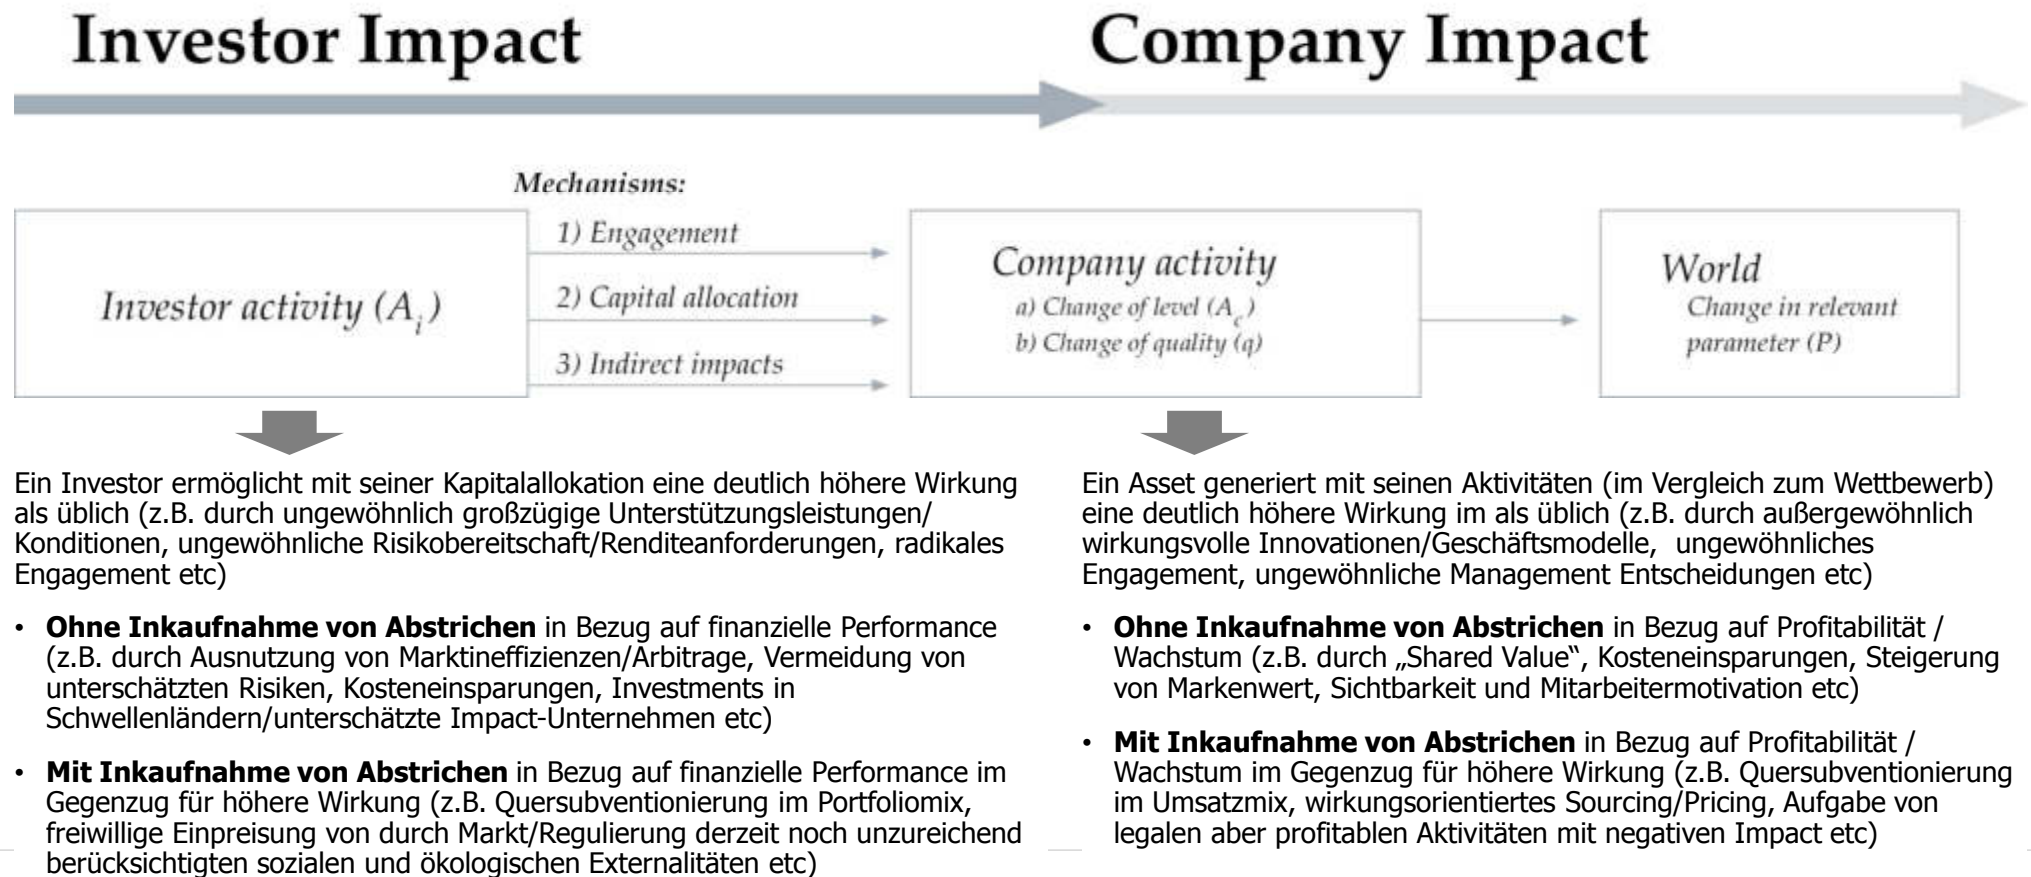 Investor Impact
Company Impact
Mechanisms:
Investor activity (Aᵢ)
1) Engagement
2) Capital allocation
3) Indirect impacts
Company activity
a) Change of level (A_c)
b) Change of quality (q)
World
Change in relevant
parameter (P)
Ein Investor ermöglicht mit seiner Kapitalallokation eine deutlich höhere Wirkung
als üblich (z.B. durch ungewöhnlich großzügige Unterstützungsleistungen/
Konditionen, ungewöhnliche Risikobereitschaft/Renditeanforderungen, radikales
Engagement etc)
• Ohne Inkaufnahme von Abstrichen in Bezug auf finanzielle Performance
(z.B. durch Ausnutzung von Marktineffizienzen/Arbitrage, Vermeidung von
unterschätzten Risiken, Kosteneinsparungen, Investments in
Schwellenländern/unterschätzte Impact-Unternehmen etc)
• Mit Inkaufnahme von Abstrichen in Bezug auf finanzielle Performance im
Gegenzug für höhere Wirkung (z.B. Quersubventionierung im Portfoliomix,
freiwillige Einpreisung von durch Markt/Regulierung derzeit noch unzureichend
berücksichtigten sozialen und ökologischen Externalitäten etc)
Ein Asset generiert mit seinen Aktivitäten (im Vergleich zum Wettbewerb)
eine deutlich höhere Wirkung im als üblich (z.B. durch außergewöhnlich
wirkungsvolle Innovationen/Geschäftsmodelle, ungewöhnliches
Engagement, ungewöhnliche Management Entscheidungen etc)
• Ohne Inkaufnahme von Abstrichen in Bezug auf Profitabilität /
Wachstum (z.B. durch „Shared Value“, Kosteneinsparungen, Steigerung
von Markenwert, Sichtbarkeit und Mitarbeitermotivation etc)
• Mit Inkaufnahme von Abstrichen in Bezug auf Profitabilität /
Wachstum im Gegenzug für höhere Wirkung (z.B. Quersubventionierung
im Umsatzmix, wirkungsorientiertes Sourcing/Pricing, Aufgabe von
legalen aber profitablen Aktivitäten mit negativen Impact etc)